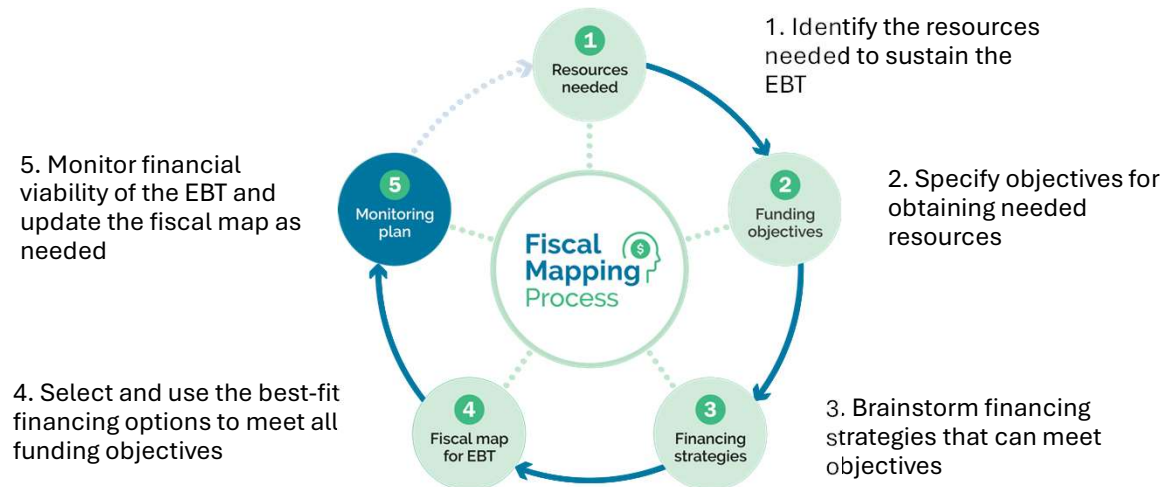 1
Resources
needed
1. Identify the resources
needed to sustain the
EBT
2
Funding
objectives
2. Specify objectives for
obtaining needed
resources
3
Financing
strategies
3. Brainstorm financing
strategies that can meet
objectives
4
Fiscal map
for EBT
4. Select and use the best-fit
financing options to meet all
funding objectives
5
Monitoring
plan
5. Monitor financial
viability of the EBT and
update the fiscal map as
needed
Fiscal
$
Mapping
Process